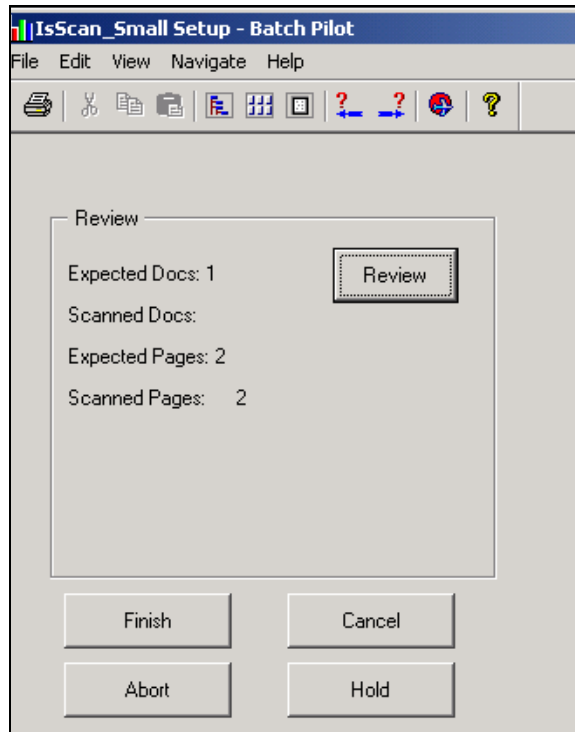 IsScan_Small Setup - Batch Pilot
File Edit View Navigate Help
Review
Expected Docs: 1
Review
Scanned Docs:
Expected Pages: 2
Scanned Pages: 2
Finish
Cancel
Abort
Hold